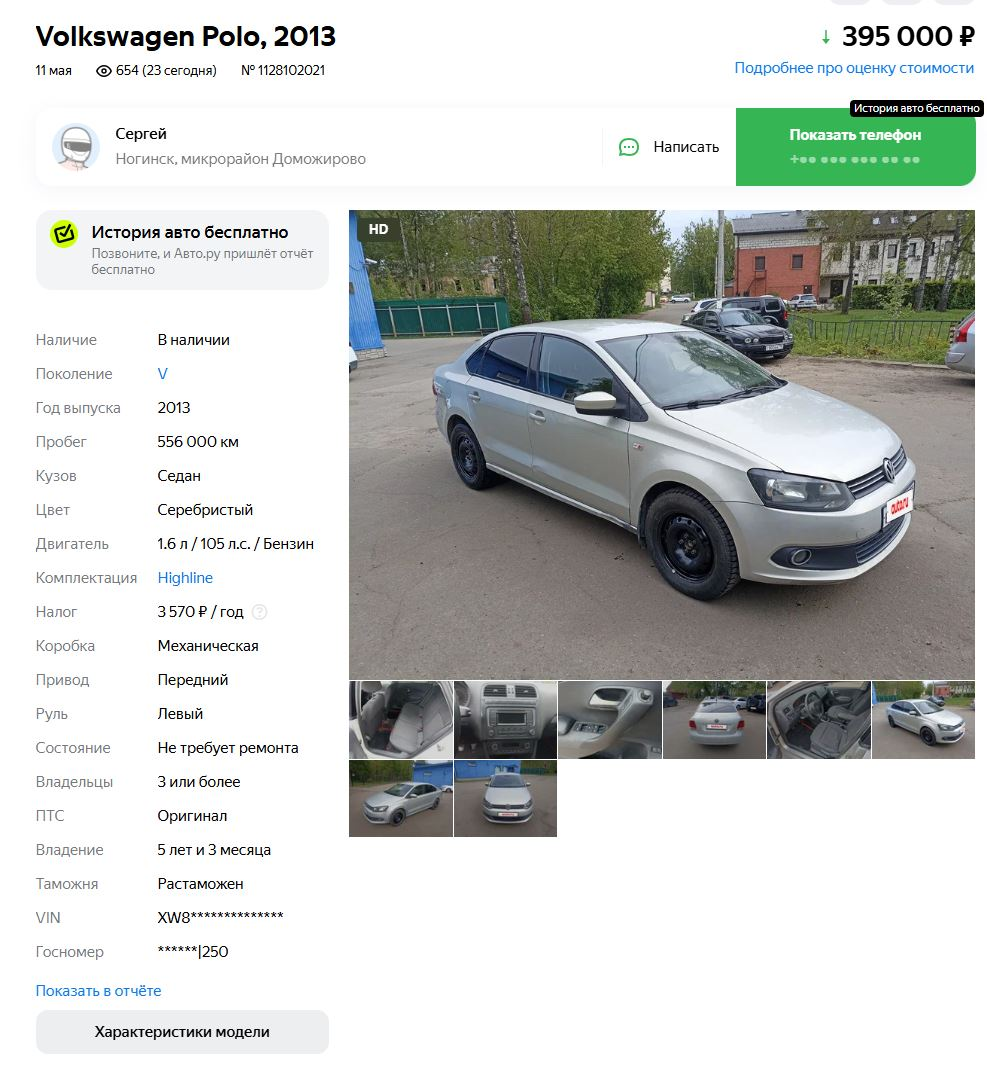 Volkswagen Polo, 2013
↓ 395 000 ₽
11 мая 654 (23 сегодня) № 1128102021
Подробнее про оценку стоимости
История авто бесплатно
Сергей
Ногинск, микрорайон Доможирово
Написать
Показать телефон
+•• ••• ••• •• ••
История авто бесплатно
Позвоните, и Авто.ру пришлёт отчёт
бесплатно
HD
auto.ru
Наличие В наличии
Поколение V
Год выпуска 2013
Пробег 556 000 км
Кузов Седан
Цвет Серебристый
Двигатель 1.6 л / 105 л.с. / Бензин
Комплектация Highline
Налог 3 570 ₽ / год ?
Коробка Механическая
Привод Передний
Руль Левый
Состояние Не требует ремонта
Владельцы 3 или более
ПТС Оригинал
Владение 5 лет и 3 месяца
Таможня Растаможен
VIN XW8**************
Госномер ******|250
Показать в отчёте
Характеристики модели